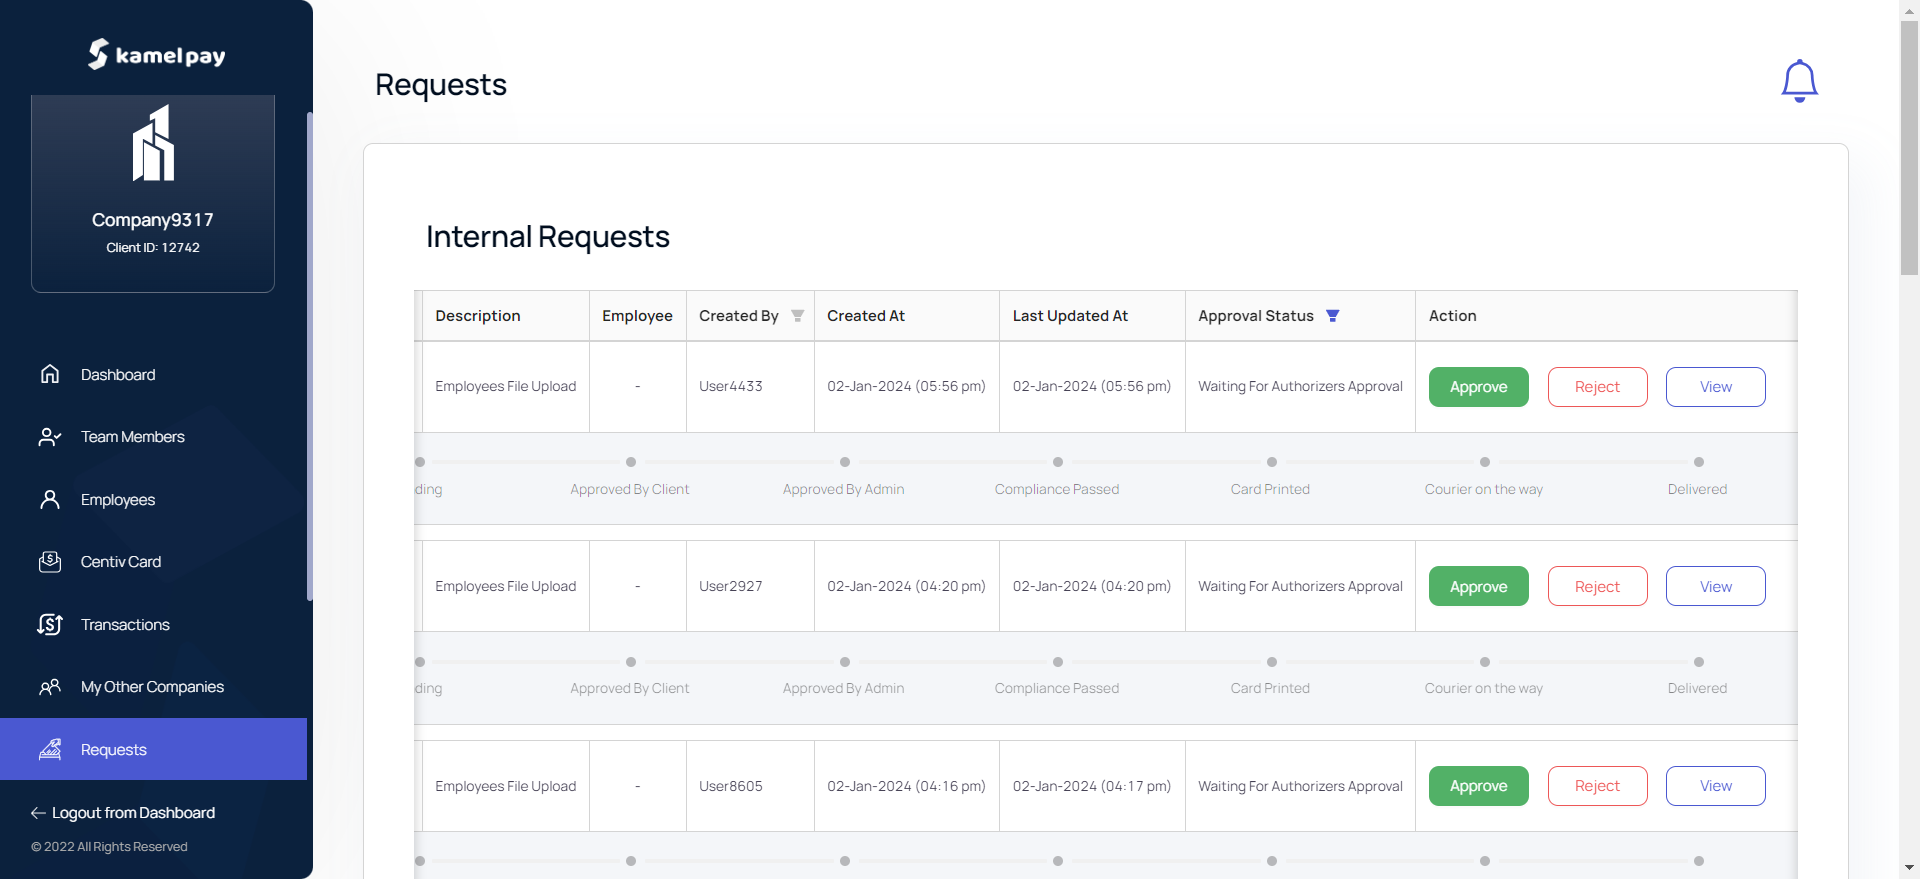 kamelpay
Company9317
Client ID: 12742
Dashboard
Team Members
Employees
Centiv Card
Transactions
My Other Companies
Requests
Logout from Dashboard
© 2022 All Rights Reserved
Requests
Internal Requests
Description Employee Created By Created At Last Updated At Approval Status Action
Employees File Upload - User4433 02-Jan-2024 (05:56 pm) 02-Jan-2024 (05:56 pm) Waiting For Authorizers Approval Approve Reject View
ding Approved By Client Approved By Admin Compliance Passed Card Printed Courier on the way Delivered
Employees File Upload - User2927 02-Jan-2024 (04:20 pm) 02-Jan-2024 (04:20 pm) Waiting For Authorizers Approval Approve Reject View
ding Approved By Client Approved By Admin Compliance Passed Card Printed Courier on the way Delivered
Employees File Upload - User8605 02-Jan-2024 (04:16 pm) 02-Jan-2024 (04:17 pm) Waiting For Authorizers Approval Approve Reject View